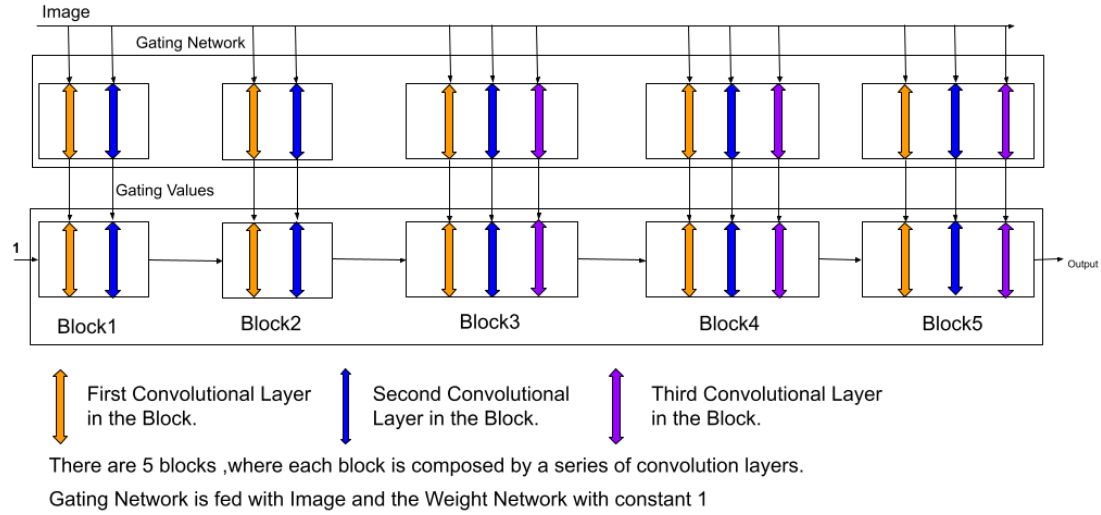 Image
Gating Network
Gating Values
1
Output
Block1
Block2
Block3
Block4
Block5
First Convolutional Layer
in the Block.
Second Convolutional
Layer in the Block.
Third Convolutional Layer
in the Block.
There are 5 blocks ,where each block is composed by a series of convolution layers.
Gating Network is fed with Image and the Weight Network with constant 1